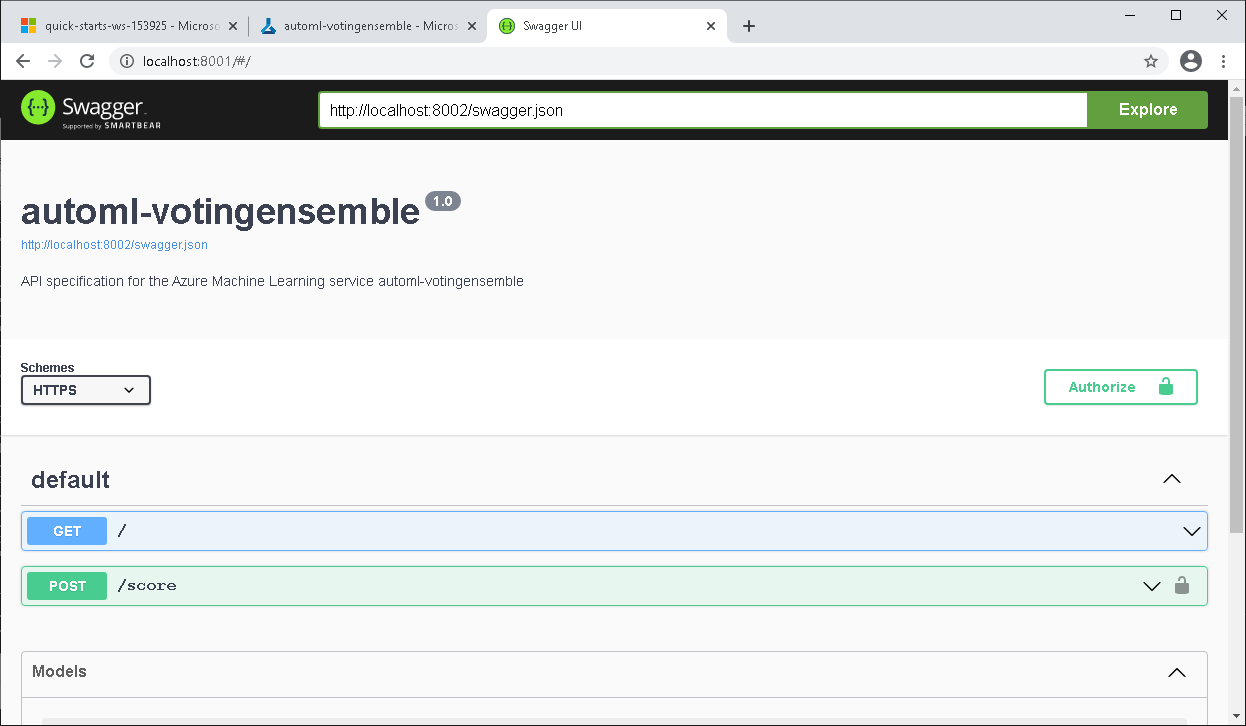 quick-starts-ws-153925 - Microso
automl-votingensemble - Micros
Swagger UI
localhost:8001/#/
Swagger
Supported by SMARTBEAR
http://localhost:8002/swagger.json
Explore
automl-votingensemble 1.0
http://localhost:8002/swagger.json
API specification for the Azure Machine Learning service automl-votingensemble
Schemes
HTTPS
Authorize
default
GET /
POST /score
Models